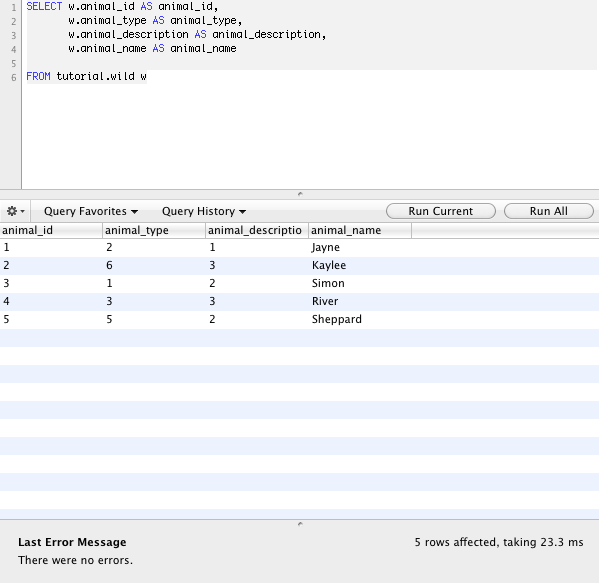 1 SELECT w.animal_id AS animal_id,
2 w.animal_type AS animal_type,
3 w.animal_description AS animal_description,
4 w.animal_name AS animal_name
5
6 FROM tutorial.wild w
Query Favorites Query History Run Current Run All
animal_id animal_type animal_descriptio animal_name
1 2 1 Jayne
2 6 3 Kaylee
3 1 2 Simon
4 3 3 River
5 5 2 Sheppard
Last Error Message 5 rows affected, taking 23.3 ms
There were no errors.